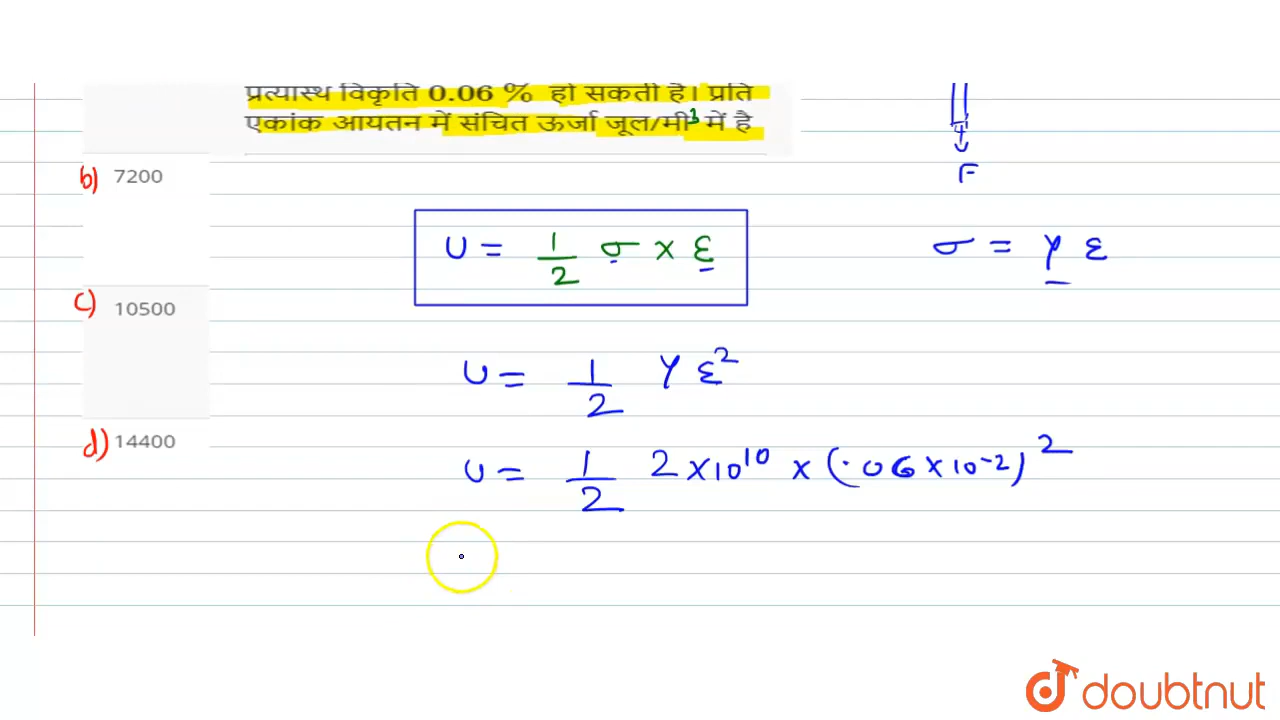 प्रत्यास्थ विकृति 0.06 % हो सकती है। प्रति
एकांक आयतन में संचित ऊर्जा जूल/मी³ में है
F
b) 7200
U = 1/2 σ × ε
σ = Y ε
c) 10500
U = 1/2 Y ε²
d) 14400
U = 1/2 2 × 10¹⁰ × (.06 × 10⁻²)²
doubtnut